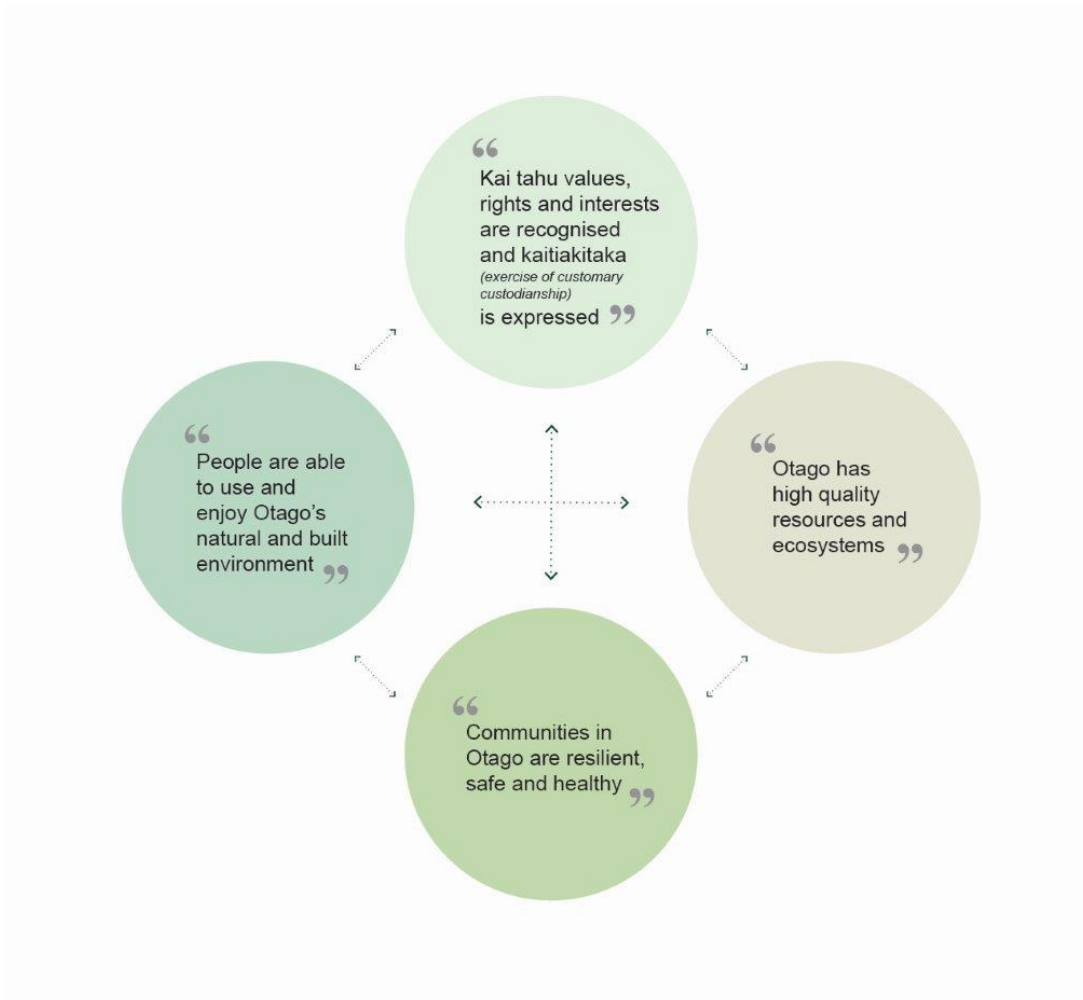 “
Kai tahu values,
rights and interests
are recognised
and kaitiakitaka
(exercise of customary
custodianship)
is expressed ”
“
People are able
to use and
enjoy Otago’s
natural and built
environment ”
“
Otago has
high quality
resources and
ecosystems ”
“
Communities in
Otago are resilient,
safe and healthy ”